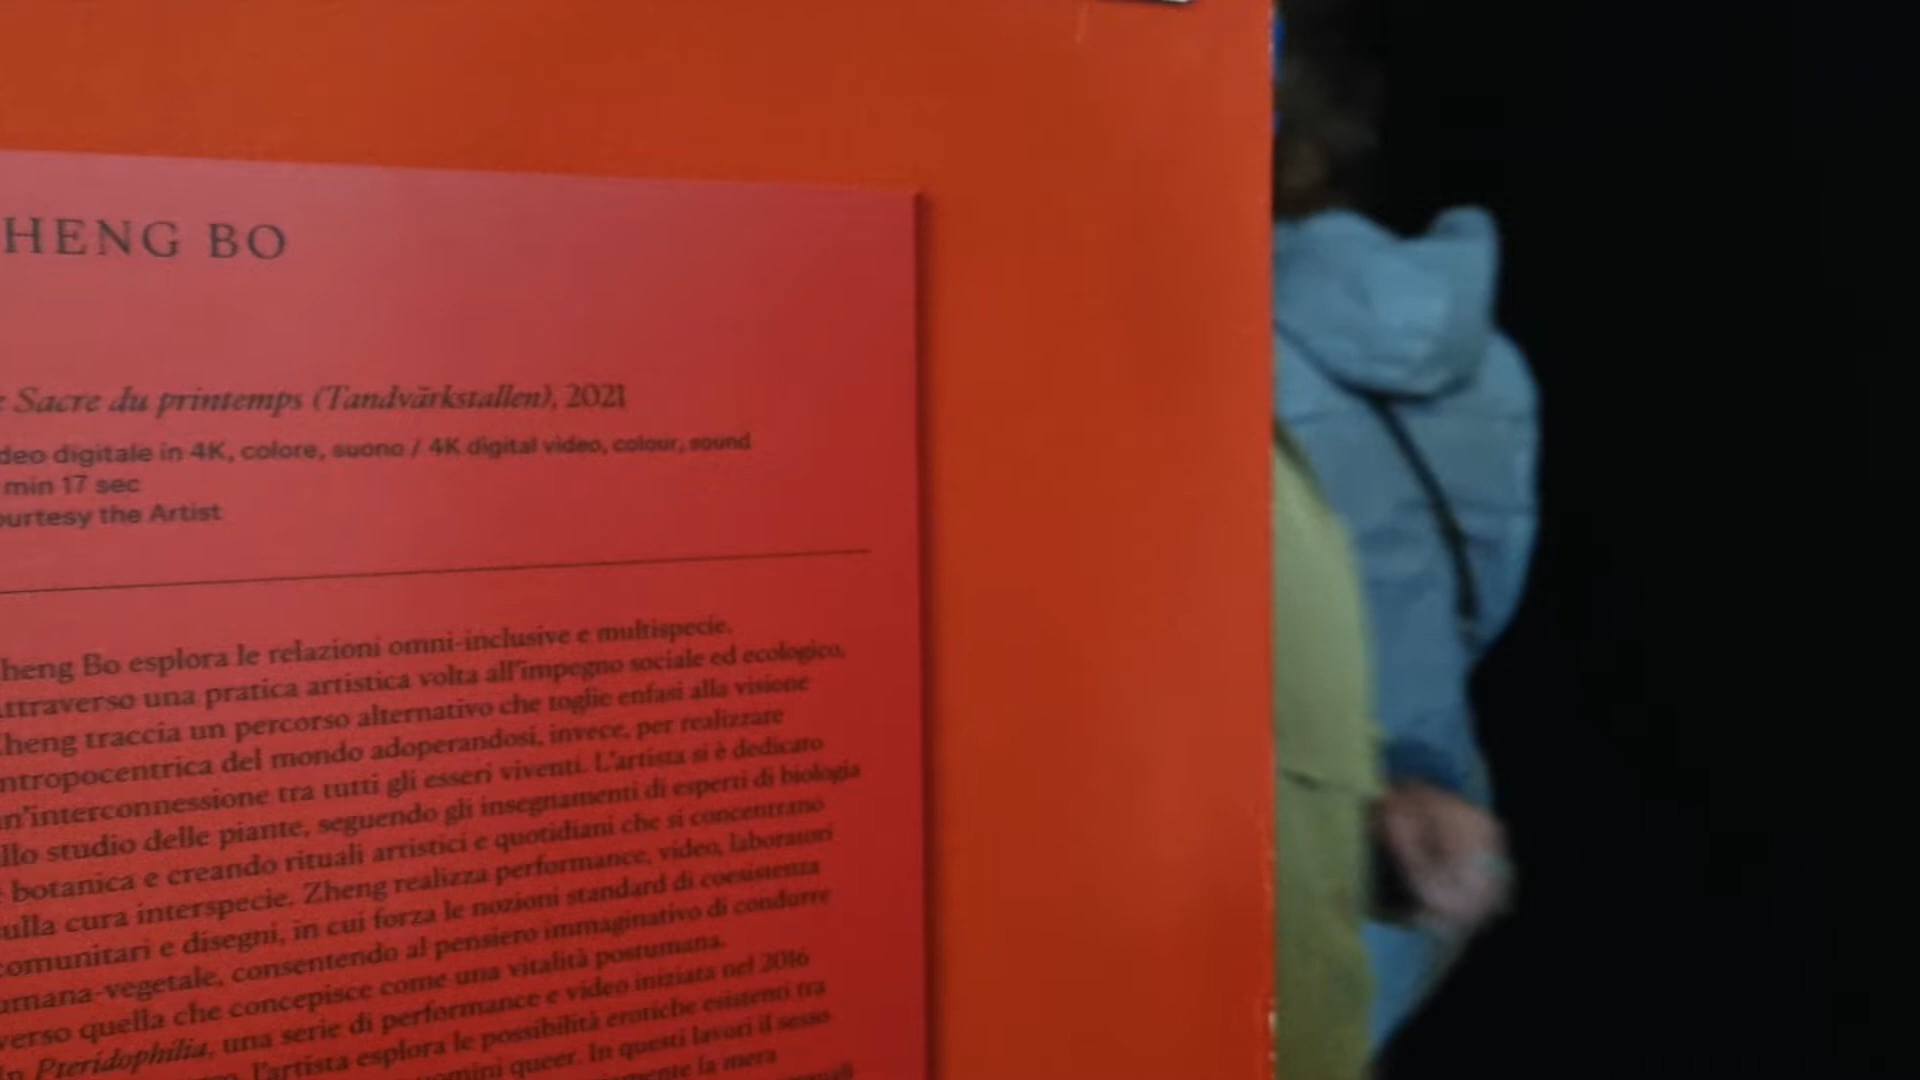 HENG BO
Sacre du printemps (Tandvärkstallen), 2021
deo digitale in 4K, colore, suono / 4K digital video, colour, sound
min 17 sec
ourtesy the Artist
heng Bo esplora le relazioni omni-inclusive e multispecie.
ttraverso una pratica artistica volta all'impegno sociale ed ecologico,
heng traccia un percorso alternativo che toglie enfasi alla visione
ntropocentrica del mondo adoperandosi, invece, per realizzare
n'interconnessione tra tutti gli esseri viventi. L'artista si è dedicato
llo studio delle piante, seguendo gli insegnamenti di esperti di biologia
botanica e creando rituali artistici e quotidiani che si concentrano
ulla cura interspecie. Zheng realizza performance, video, laboratori
comunitari e disegni, in cui forza le nozioni standard di coesistenza
umana-vegetale, consentendo al pensiero immaginativo di condurre
verso quella che concepisce come una vitalità postumana.
In Pteridophilia, una serie di performance e video iniziata nel 2016
l'artista esplora le possibilità erotiche esistenti tra
uomini queer. In questi lavori il sesso
la mera